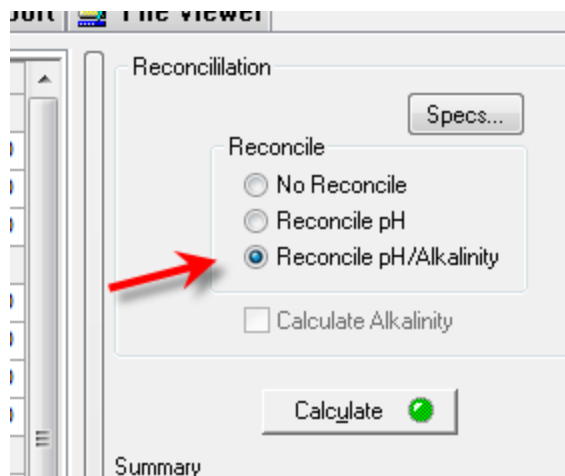 File Viewer
Reconcililation
Specs...
Reconcile
No Reconcile
Reconcile pH
Reconcile pH/Alkalinity
Calculate Alkalinity
Calculate
Summary